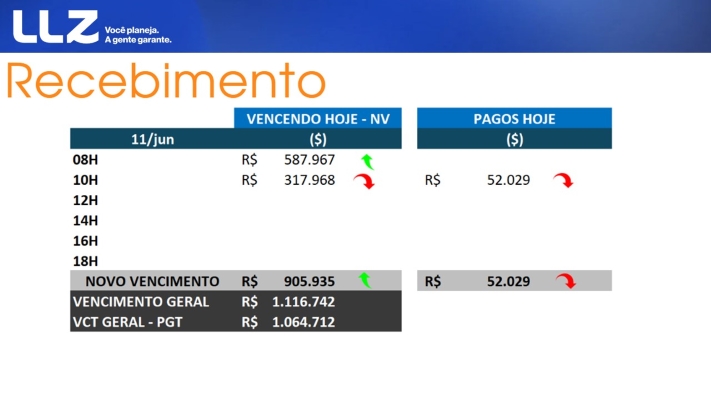 LLZ
Você planeja.
A gente garante.
Recebimento
VENCENDO HOJE - NV PAGOS HOJE
11/jun ($) ($)
08H R$ 587.967
10H R$ 317.968 R$ 52.029
12H
14H
16H
18H
NOVO VENCIMENTO R$ 905.935 R$ 52.029
VENCIMENTO GERAL R$ 1.116.742
VCT GERAL - PGT R$ 1.064.712